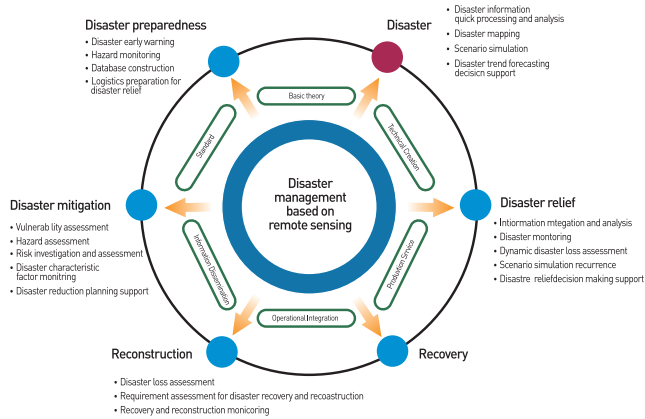 Disaster preparedness
• Disaster early warning
• Hazard monitoring
• Database construction
• Logistics preparation for
disaster relief
Disaster
• Disaster information
quick processing and analysis
• Disaster mapping
• Scenario simulation
• Disaster trend forecasting
decisicn support
Basic theory
Standard
Technical Creation
Disaster
management
based on
remote sensing
Disaster mitigation
• Vulnerab lity assessment
• Hazard assessment
• Risk investigation and assessment
• Disaster characteristic
factor monitring
• Disaster reduction planning support
Disaster relief
• Intiormation mtegation and analysis
• Disaster montoring
• Dynamic disaster loss assessment
• Scenario simulation recurrence
• Disastre reliefdecision making support
Information Dissemination
Production Service
Operational Integration
Reconstruction
• Disaster loss assessment
• Requirement assessment for disaster recovery and recoastruction
• Recovery and reconstruction monicoring
Recovery